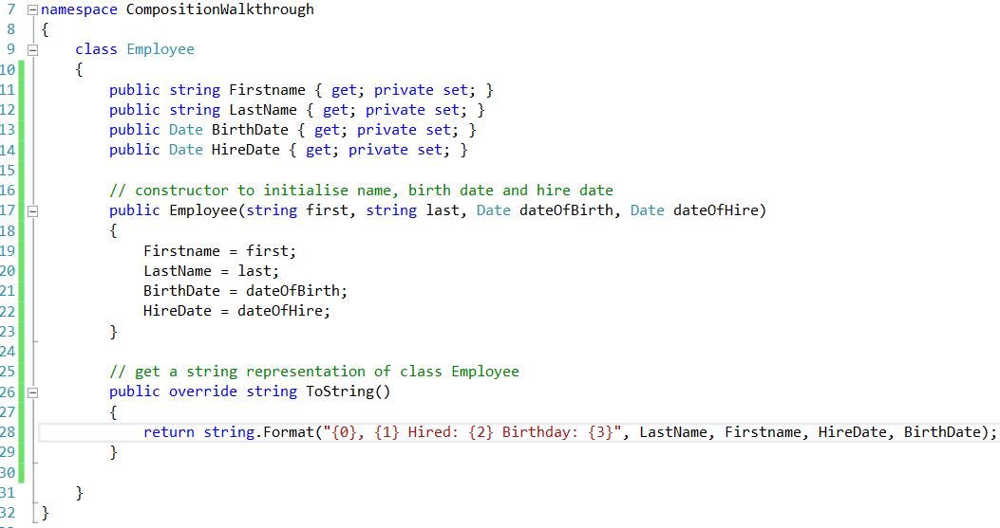 7 namespace CompositionWalkthrough
8 {
9 class Employee
10 {
11 public string Firstname { get; private set; }
12 public string LastName { get; private set; }
13 public Date BirthDate { get; private set; }
14 public Date HireDate { get; private set; }
15
16 // constructor to initialise name, birth date and hire date
17 public Employee(string first, string last, Date dateOfBirth, Date dateOfHire)
18 {
19 Firstname = first;
20 LastName = last;
21 BirthDate = dateOfBirth;
22 HireDate = dateOfHire;
23 }
24
25 // get a string representation of class Employee
26 public override string ToString()
27 {
28 return string.Format("{0}, {1} Hired: {2} Birthday: {3}", LastName, Firstname, HireDate, BirthDate);
29 }
30
31 }
32 }